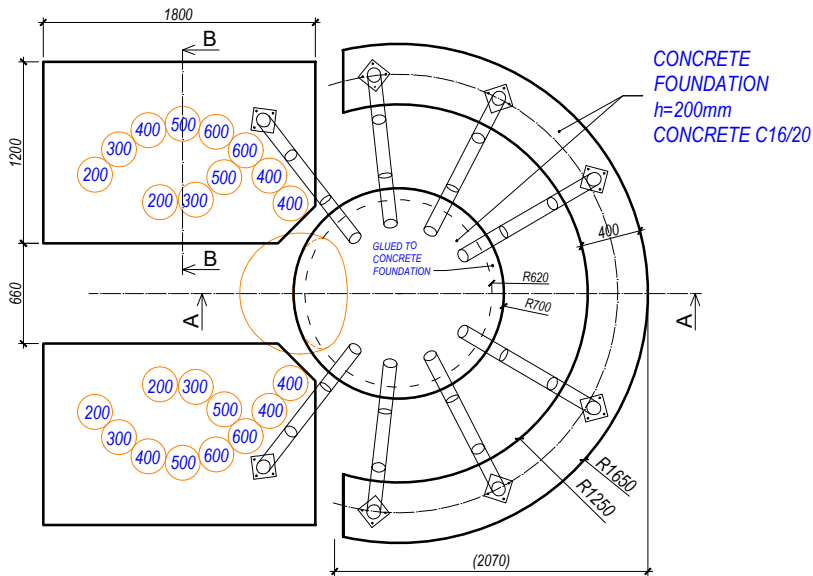 1800
B
CONCRETE
FOUNDATION
h=200mm
CONCRETE C16/20
1200
200
300
400
500
600
600
400
400
500
300
200
GLUED TO
CONCRETE
FOUNDATION
400
B
660
A
R620
R700
A
200
300
400
500
600
600
400
400
500
300
200
R1650
R1250
(2070)